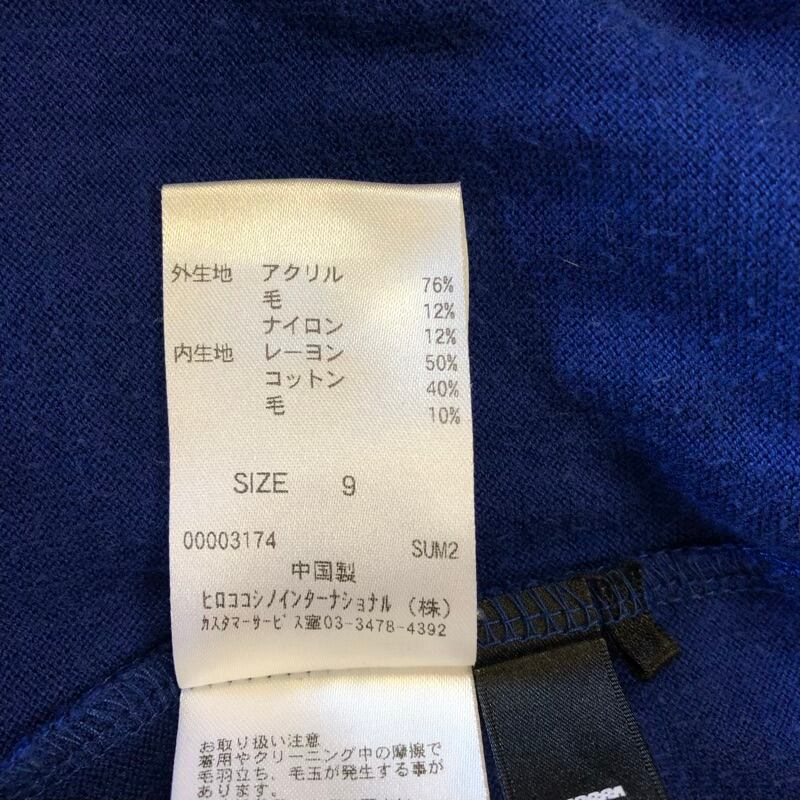 外生地 アクリル 76%
毛 12%
ナイロン 12%
内生地 レーヨン 50%
コットン 40%
毛 10%
SIZE 9
00003174 SUM2
中国製
ヒロココシノインターナショナル（株）
カスタマーサービス☎03-3478-4392
お取り扱い注意
着用やクリーニング中の摩擦で
毛羽立ち、毛玉が発生する事が
あります。